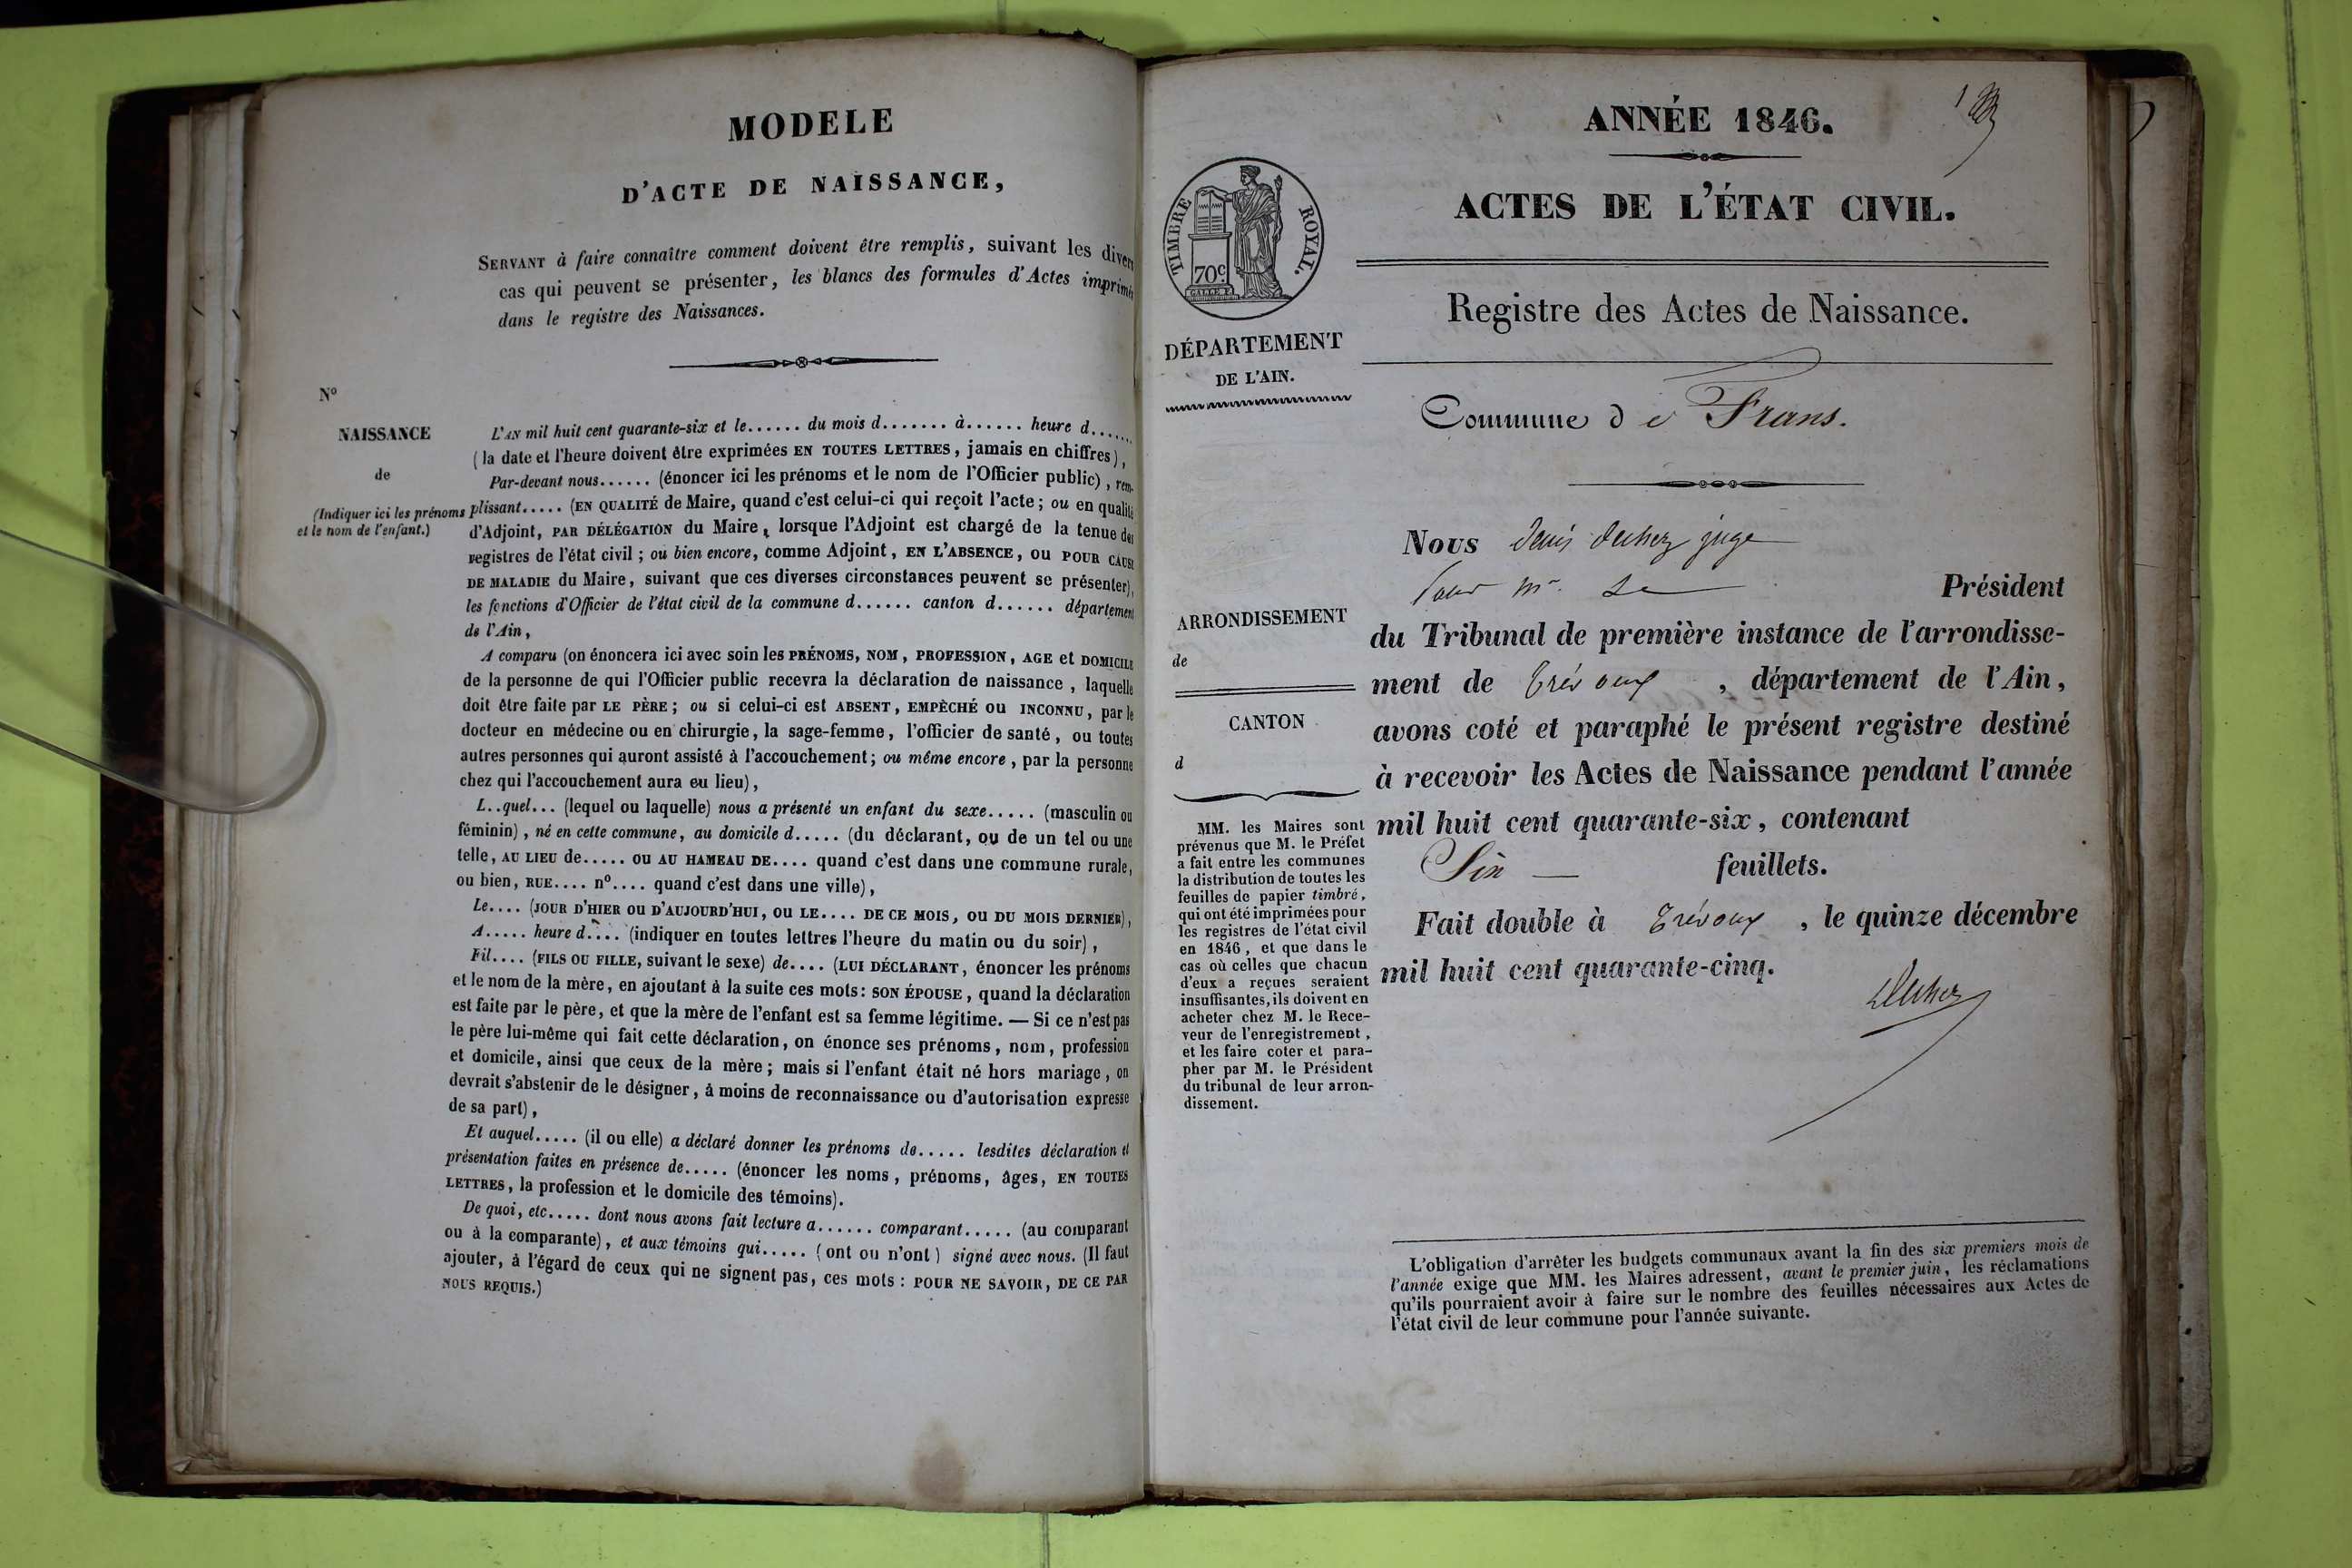 MODELE
D'ACTE DE NAISSANCE,
SERVANT à faire connaître comment doivent être remplis, suivant les divers
cas qui peuvent se présenter, les blancs des formules d'Actes imprimés
dans le registre des Naissances.
N°
NAISSANCE
de
(Indiquer ici les prénoms
et le nom de l'enfant.)
L'AN mil huit cent quarante-six et le...... du mois d....... à...... heure d.......
(la date et l'heure doivent être exprimées EN TOUTES LETTRES, jamais en chiffres),
Par-devant nous...... (énoncer ici les prénoms et le nom de l'Officier public), rem-
plissant..... (EN QUALITÉ de Maire, quand c'est celui-ci qui reçoit l'acte; ou en qualité
d'Adjoint, PAR DÉLÉGATION du Maire, lorsque l'Adjoint est chargé de la tenue des
registres de l'état civil; ou bien encore, comme Adjoint, EN L'ABSENCE, OU POUR CAUSE
DE MALADIE du Maire, suivant que ces diverses circonstances peuvent se présenter),
les fonctions d'Officier de l'état civil de la commune d...... canton d...... département
de l'Ain,
A comparu (on énoncera ici avec soin les PRÉNOMS, NOM, PROFESSION, AGE et DOMICILE
de la personne de qui l'Officier public recevra la déclaration de naissance, laquelle
doit être faite par LE PÈRE; ou si celui-ci est ABSENT, EMPÈCHÉ OU INCONNU, par le
docteur en médecine ou en chirurgie, la sage-femme, l'officier de santé, ou toutes
autres personnes qui auront assisté à l'accouchement; ou même encore, par la personne
chez qui l'accouchement aura eu lieu),
L..quel... (lequel ou laquelle) nous a présenté un enfant du sexe..... (masculin ou
féminin), né en cette commune, au domicile d..... (du déclarant, ou de un tel ou une
telle, AU LIEU de..... OU AU HAMEAU DE.... quand c'est dans une commune rurale,
ou bien, RUE.... n°.... quand c'est dans une ville),
Le.... (JOUR D'HIER OU D'AUJOURD'HUI, OU LE.... DE CE MOIS, OU DU MOIS DERNIER),
A..... heure d.... (indiquer en toutes lettres l'heure du matin ou du soir),
Fil.... (FILS OU FILLE, suivant le sexe) de.... (LUI DÉCLARANT, énoncer les prénoms
et le nom de la mère, en ajoutant à la suite ces mots: SON ÉPOUSE, quand la déclaration
est faite par le père, et que la mère de l'enfant est sa femme légitime. — Si ce n'est pas
le père lui-même qui fait cette déclaration, on énonce ses prénoms, nom, profession
et domicile, ainsi que ceux de la mère; mais si l'enfant était né hors mariage, on
devrait s'abstenir de le désigner, à moins de reconnaissance ou d'autorisation expresse
de sa part),
Et auquel..... (il ou elle) a déclaré donner les prénoms de..... lesdites déclaration et
présentation faites en présence de..... (énoncer les noms, prénoms, âges, EN TOUTES
LETTRES, la profession et le domicile des témoins).
De quoi, etc..... dont nous avons fait lecture a...... comparant..... (au comparant
ou à la comparante), et aux témoins qui..... (ont ou n'ont) signé avec nous. (Il faut
ajouter, à l'égard de ceux qui ne signent pas, ces mots: POUR NE SAVOIR, DE CE PAR
NOUS REQUIS.)
1
ANNÉE 1846.
ACTES DE L'ÉTAT CIVIL.
Registre des Actes de Naissance.
TIMBRE ROYAL.
70c
DÉPARTEMENT
DE L'AIN.
ARRONDISSEMENT
de
CANTON
d
MM. les Maires sont
prévenus que M. le Préfet
a fait entre les communes
la distribution de toutes les
feuilles de papier timbré,
qui ont été imprimées pour
les registres de l'état civil
en 1846, et que dans le
cas où celles que chacun
d'eux a reçues seraient
insuffisantes, ils doivent en
acheter chez M. le Rece-
veur de l'enregistrement,
et les faire coter et para-
pher par M. le Président
du tribunal de leur arron-
dissement.
Commune de Frans.
Nous Denis Duhez juge
pour mr. Le Président
du Tribunal de première instance de l'arrondisse-
ment de Trévoux, département de l'Ain,
avons coté et paraphé le présent registre destiné
à recevoir les Actes de Naissance pendant l'année
mil huit cent quarante-six, contenant
Six feuillets.
Fait double à Trévoux, le quinze décembre
mil huit cent quarante-cinq.
Duhez
L'obligation d'arrêter les budgets communaux avant la fin des six premiers mois de
l'année exige que MM. les Maires adressent, avant le premier juin, les réclamations
qu'ils pourraient avoir à faire sur le nombre des feuilles nécessaires aux Actes de
l'état civil de leur commune pour l'année suivante.